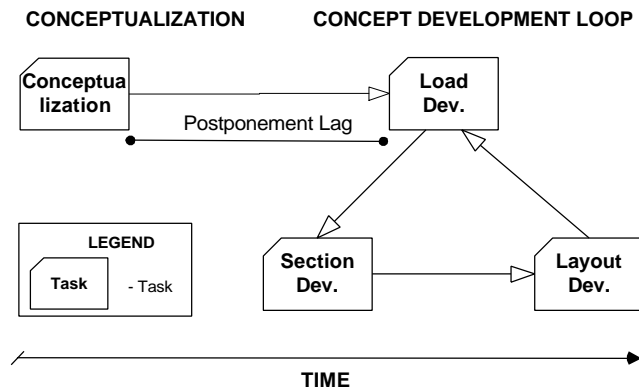 CONCEPTUALIZATION
CONCEPT DEVELOPMENT LOOP
Conceptua
lization
Load
Dev.
Postponement Lag
LEGEND
Task
- Task
Section
Dev.
Layout
Dev.
TIME